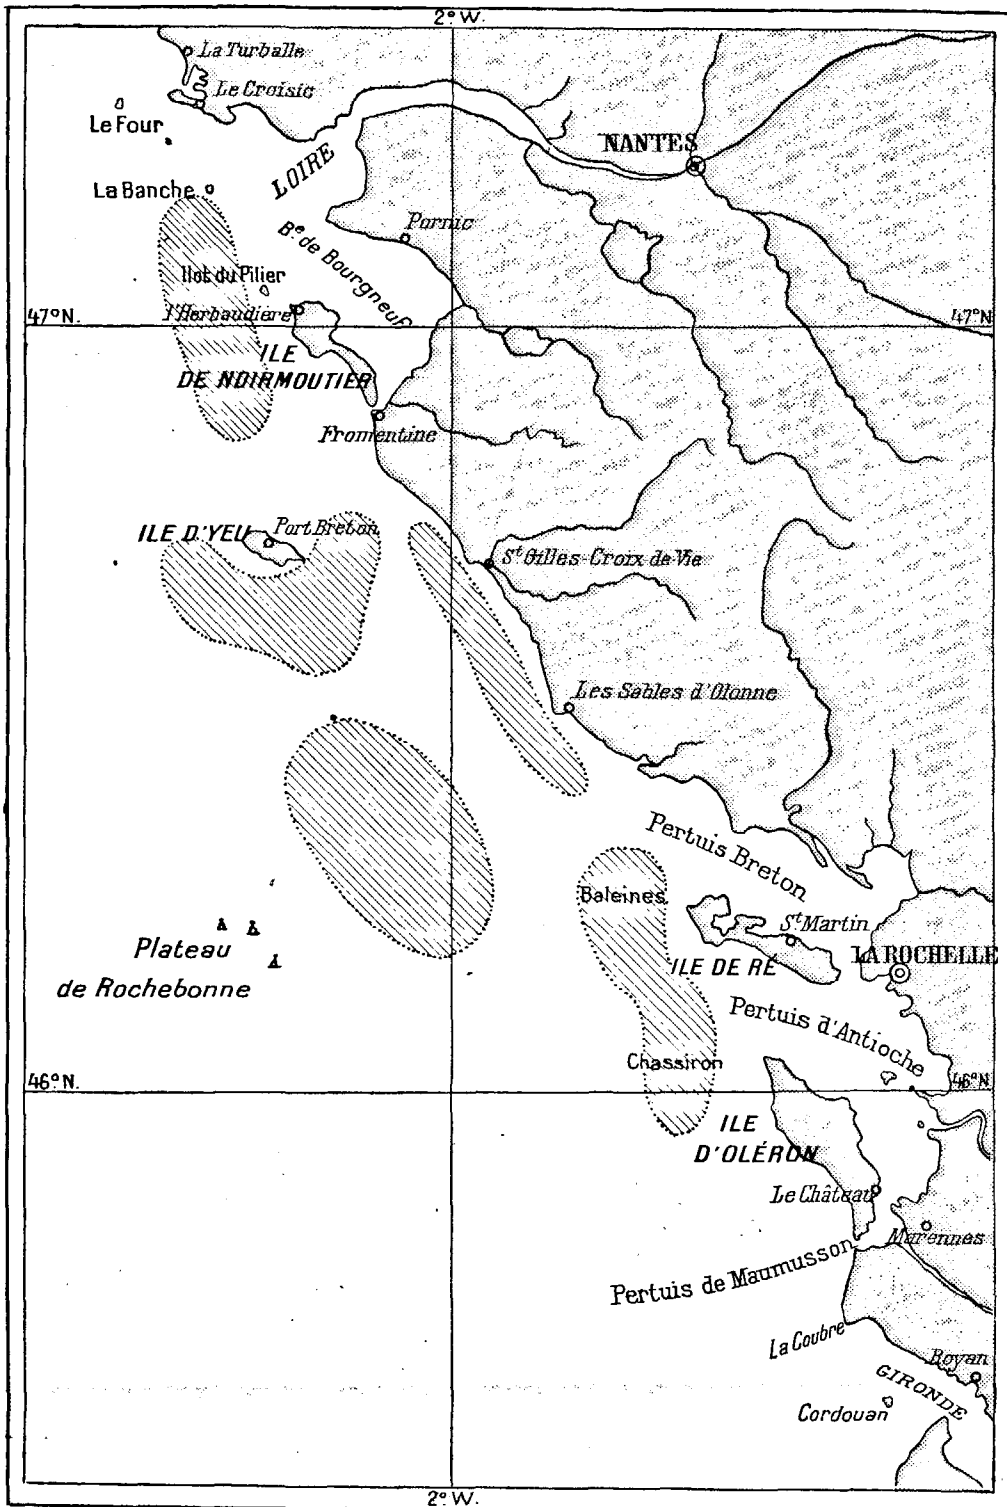 2° W.
La Turballe
Le Croisic
Le Four
NANTES
LOIRE
La Banche
Pornic
Bᵉ de Bourgneuf
Ilot du Pilier
l'Herbaudière
47° N.
47° N.
ILE
DE NOIRMOUTIER
Fromentine
ILE D'YEU
Port Breton
Sᵗ Gilles-Croix de Vie
Les Sables d'Olonne
Pertuis Breton
Baleines
Sᵗ Martin
Plateau
de Rochebonne
ILE DE RÉ
LA ROCHELLE
Pertuis d'Antioche
Chassiron
46° N.
46° N.
ILE
D'OLÉRON
Le Château
Marennes
Pertuis de Maumusson
La Coubre
Royan
GIRONDE
Cordouan
2° W.